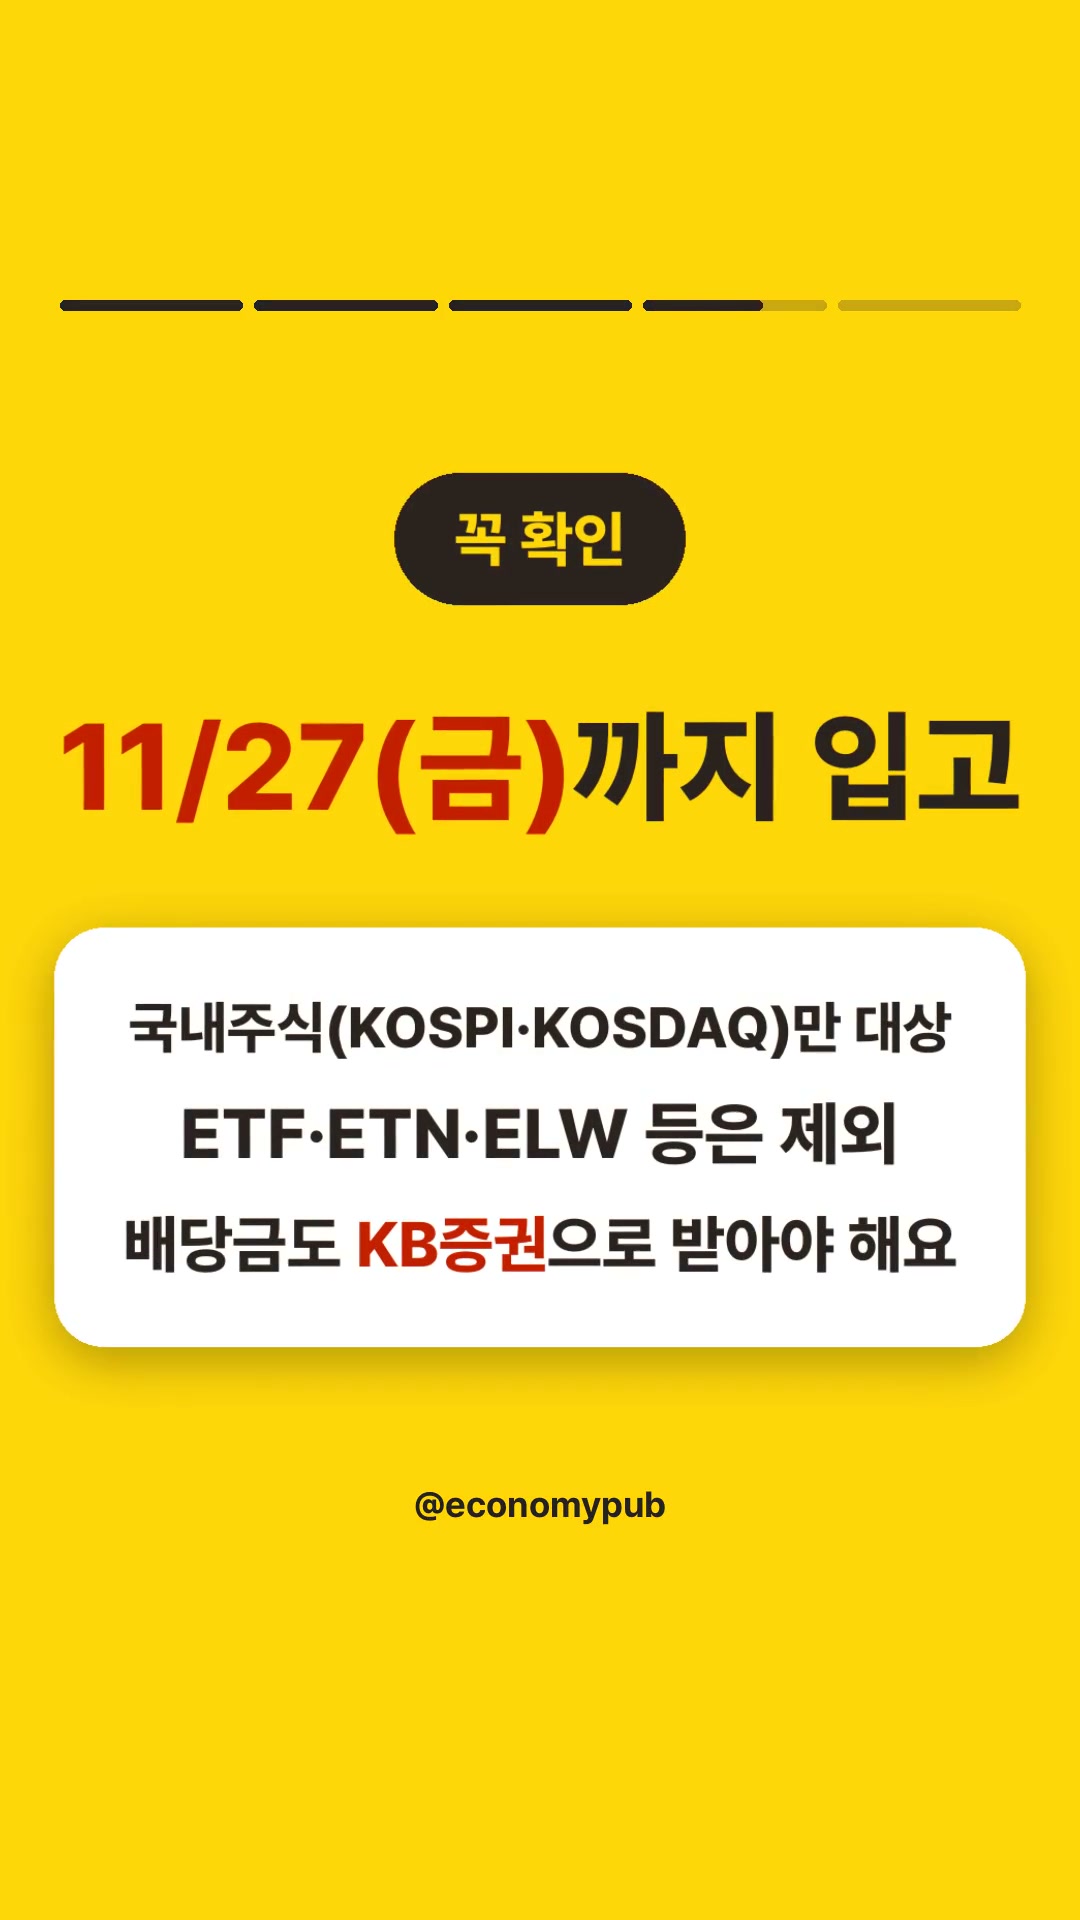 꼭 확인
11/27(금)까지 입고
국내주식(KOSPI·KOSDAQ)만 대상
ETF·ETN·ELW 등은 제외
배당금도 KB증권으로 받아야 해요
@economypub